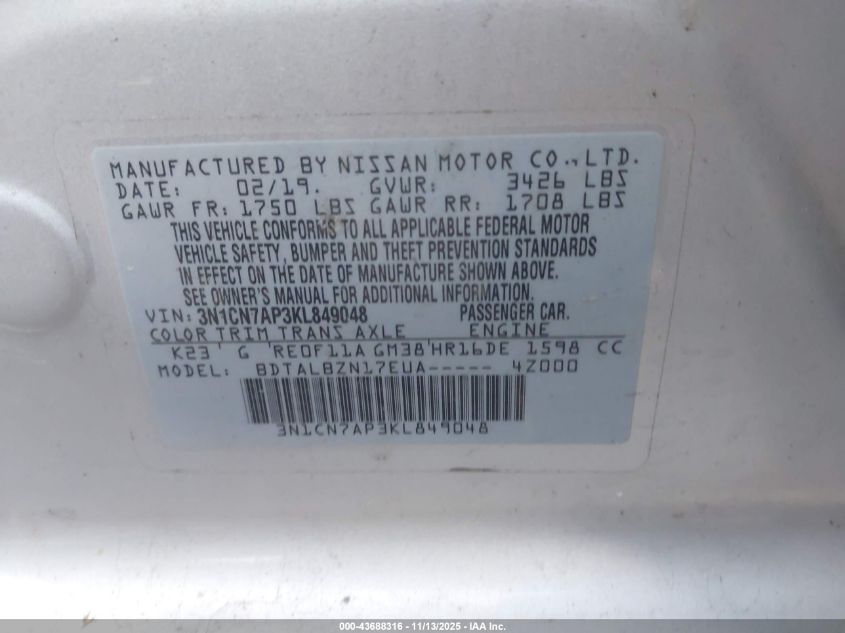 MANUFACTURED BY NISSAN MOTOR CO., LTD.
DATE: 02/19. GVWR: 3426 LBS
GAWR FR: 1750 LBS GAWR RR: 1708 LBS
THIS VEHICLE CONFORMS TO ALL APPLICABLE FEDERAL MOTOR
VEHICLE SAFETY, BUMPER AND THEFT PREVENTION STANDARDS
IN EFFECT ON THE DATE OF MANUFACTURE SHOWN ABOVE.
SEE OWNER'S MANUAL FOR ADDITIONAL INFORMATION.
VIN: 3N1CN7AP3KL849048 PASSENGER CAR.
COLOR TRIM TRANS AXLE ENGINE
K23 G RE0F11A GM38 HR16DE 1598 CC
MODEL: BDTALBZN17EUA----- 4Z000
3N1CN7AP3KL849048
000-43688316 - 11/13/2025 - IAA Inc.